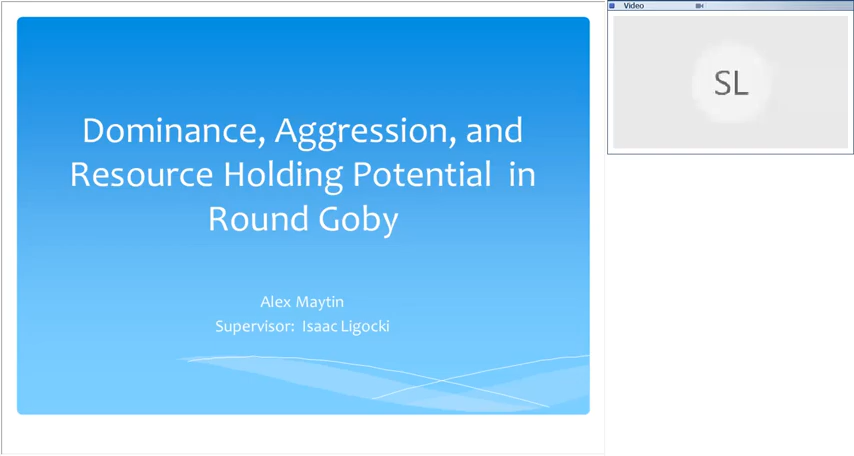 Dominance, Aggression, and
Resource Holding Potential  in
Round Goby
Alex Maytin
Supervisor:  Isaac Ligocki
Video
SL